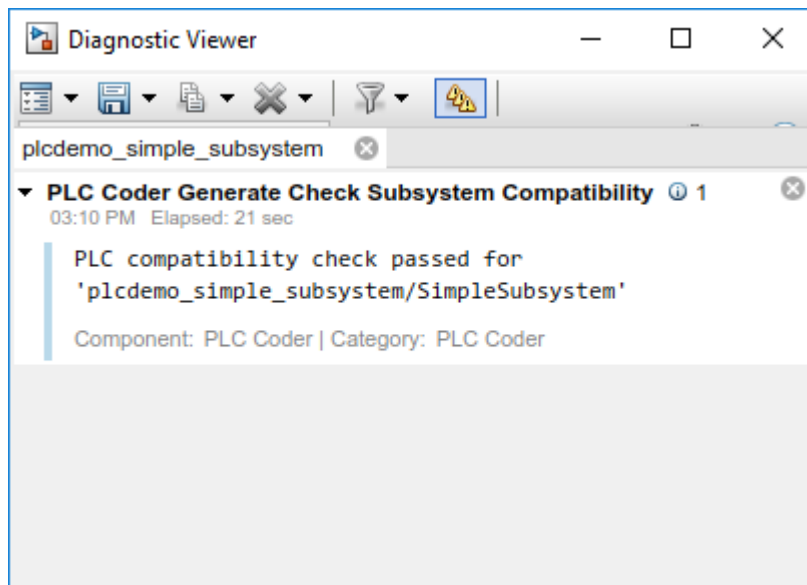 Diagnostic Viewer
plcdemo_simple_subsystem
PLC Coder Generate Check Subsystem Compatibility 1
03:10 PM Elapsed: 21 sec
PLC compatibility check passed for
'plcdemo_simple_subsystem/SimpleSubsystem'
Component: PLC Coder | Category: PLC Coder